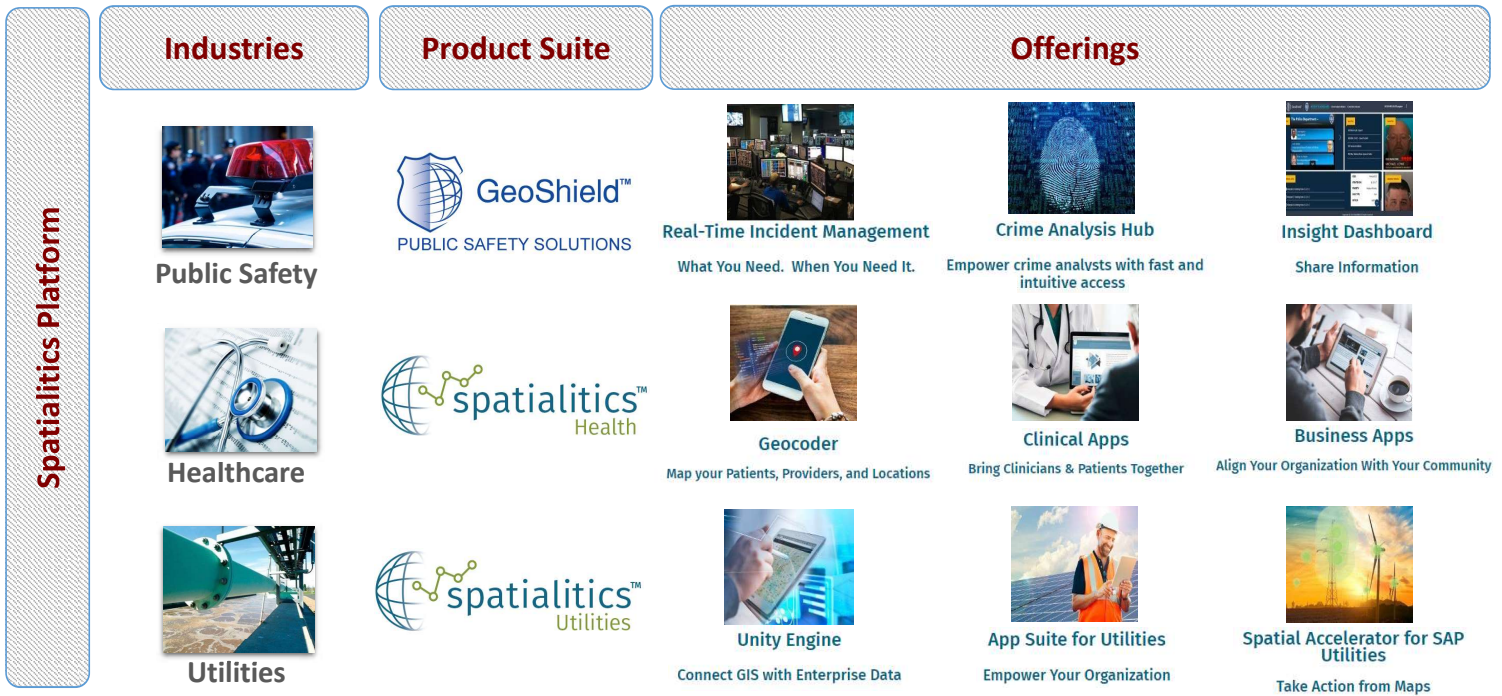 Spatialitics Platform
Industries
Product Suite
Offerings
Public Safety
GeoShield™
PUBLIC SAFETY SOLUTIONS
Real-Time Incident Management
What You Need. When You Need It.
Crime Analysis Hub
Empower crime analysts with fast and
intuitive access
Insight Dashboard
Share Information
Healthcare
spatialitics™
Health
Geocoder
Map your Patients, Providers, and Locations
Clinical Apps
Bring Clinicians & Patients Together
Business Apps
Align Your Organization With Your Community
Utilities
spatialitics™
Utilities
Unity Engine
Connect GIS with Enterprise Data
App Suite for Utilities
Empower Your Organization
Spatial Accelerator for SAP
Utilities
Take Action from Maps